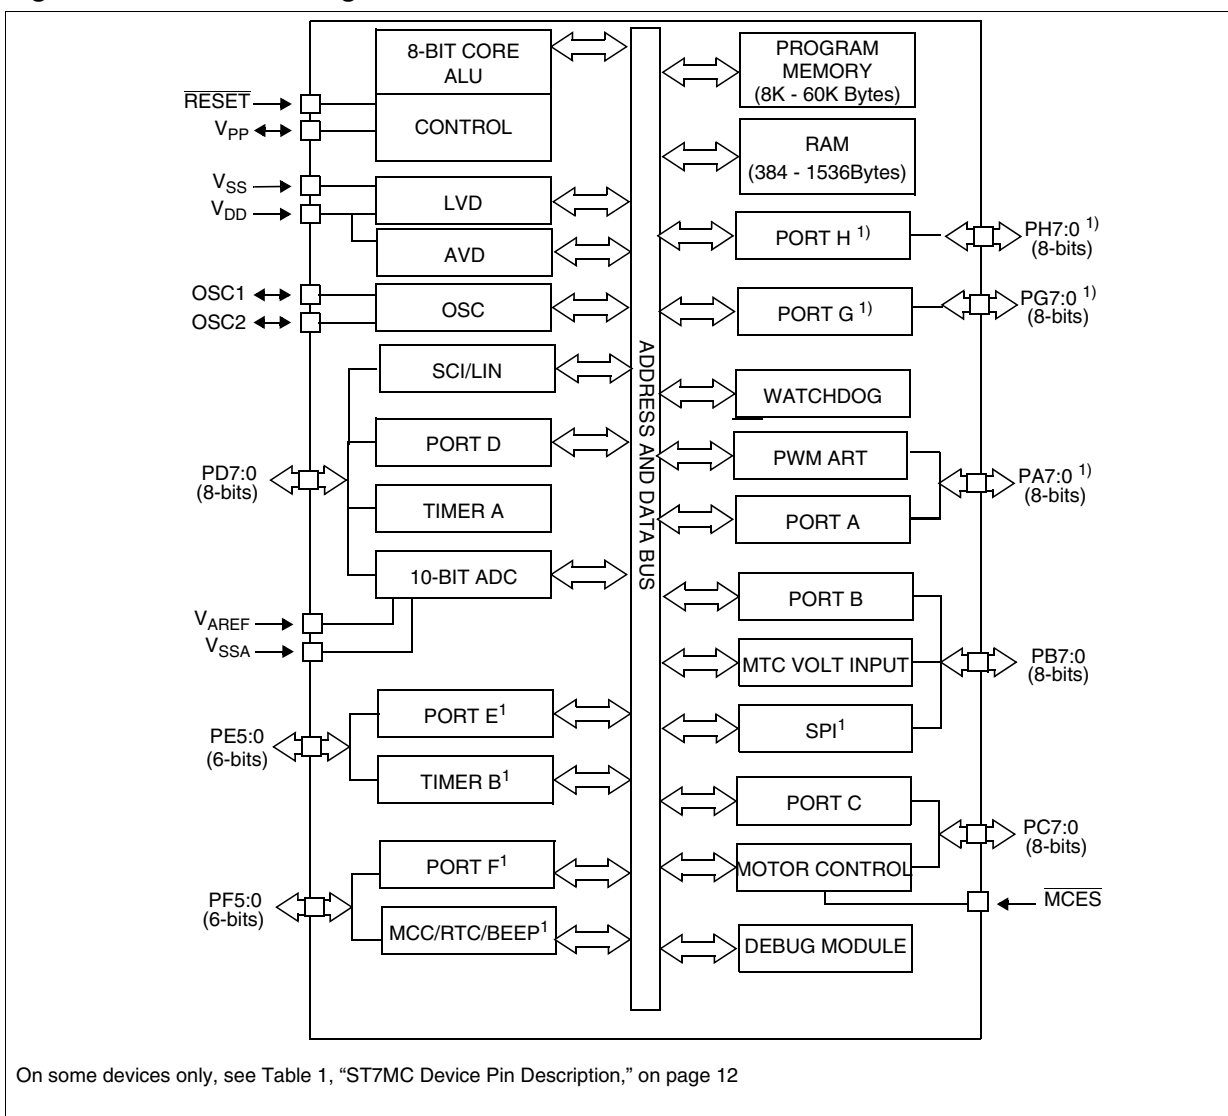 8-BIT CORE
ALU
CONTROL
RESET
VPP
VSS
VDD
LVD
AVD
OSC1
OSC2
OSC
SCI/LIN
PORT D
PD7:0
(8-bits)
TIMER A
10-BIT ADC
VAREF
VSSA
PORT E1
PE5:0
(6-bits)
TIMER B1
PORT F1
PF5:0
(6-bits)
MCC/RTC/BEEP1
ADDRESS AND DATA BUS
PROGRAM
MEMORY
(8K - 60K Bytes)
RAM
(384 - 1536Bytes)
PORT H 1)
PH7:0 1)
(8-bits)
PORT G 1)
PG7:0 1)
(8-bits)
WATCHDOG
PWM ART
PA7:0 1)
(8-bits)
PORT A
PORT B
MTC VOLT INPUT
PB7:0
(8-bits)
SPI1
PORT C
PC7:0
(8-bits)
MOTOR CONTROL
MCES
DEBUG MODULE
On some devices only, see Table 1, “ST7MC Device Pin Description,” on page 12